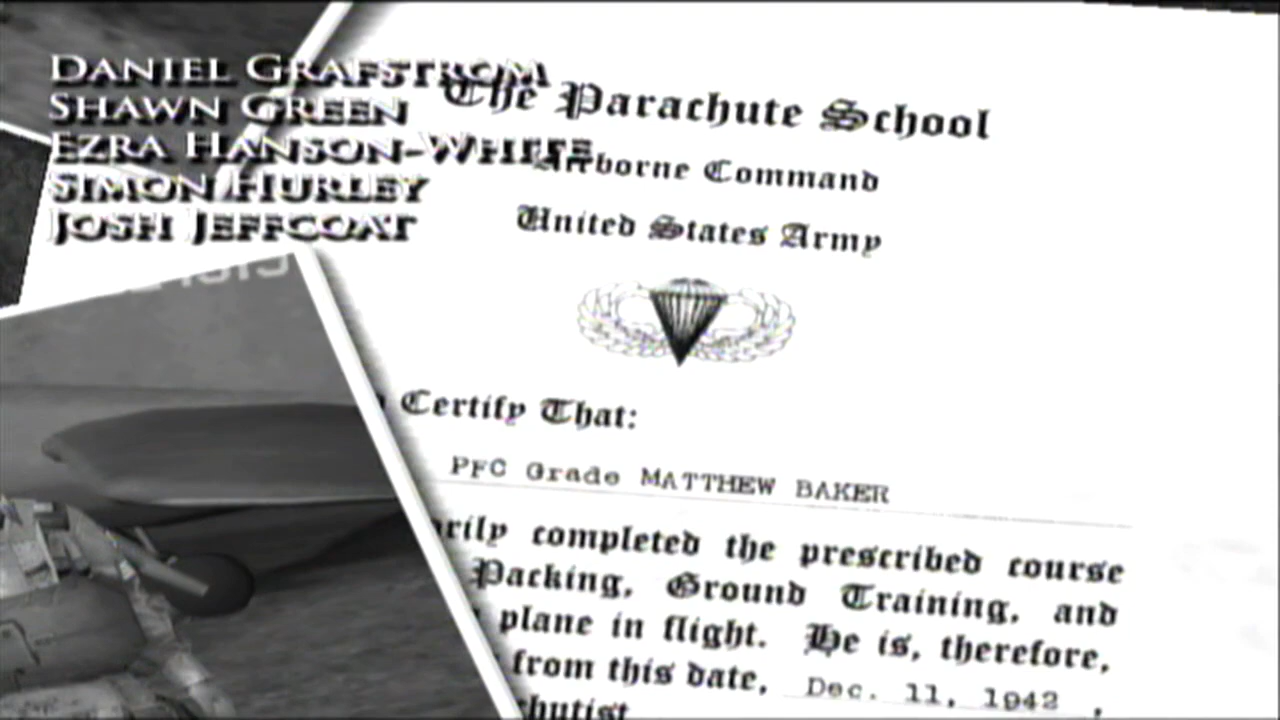 DANIEL GRAFSTROM
SHAWN GREEN
EZRA HANSON-WHITE
SIMON HURLEY
JOSH JEFFCOAT
The Parachute School
Airborne Command
United States Army
Certify That:
PFC Grade MATTHEW BAKER
completed the prescribed course
Packing, Ground Training, and
plane in flight. He is, therefore,
from this date, Dec. 11, 1942 ,